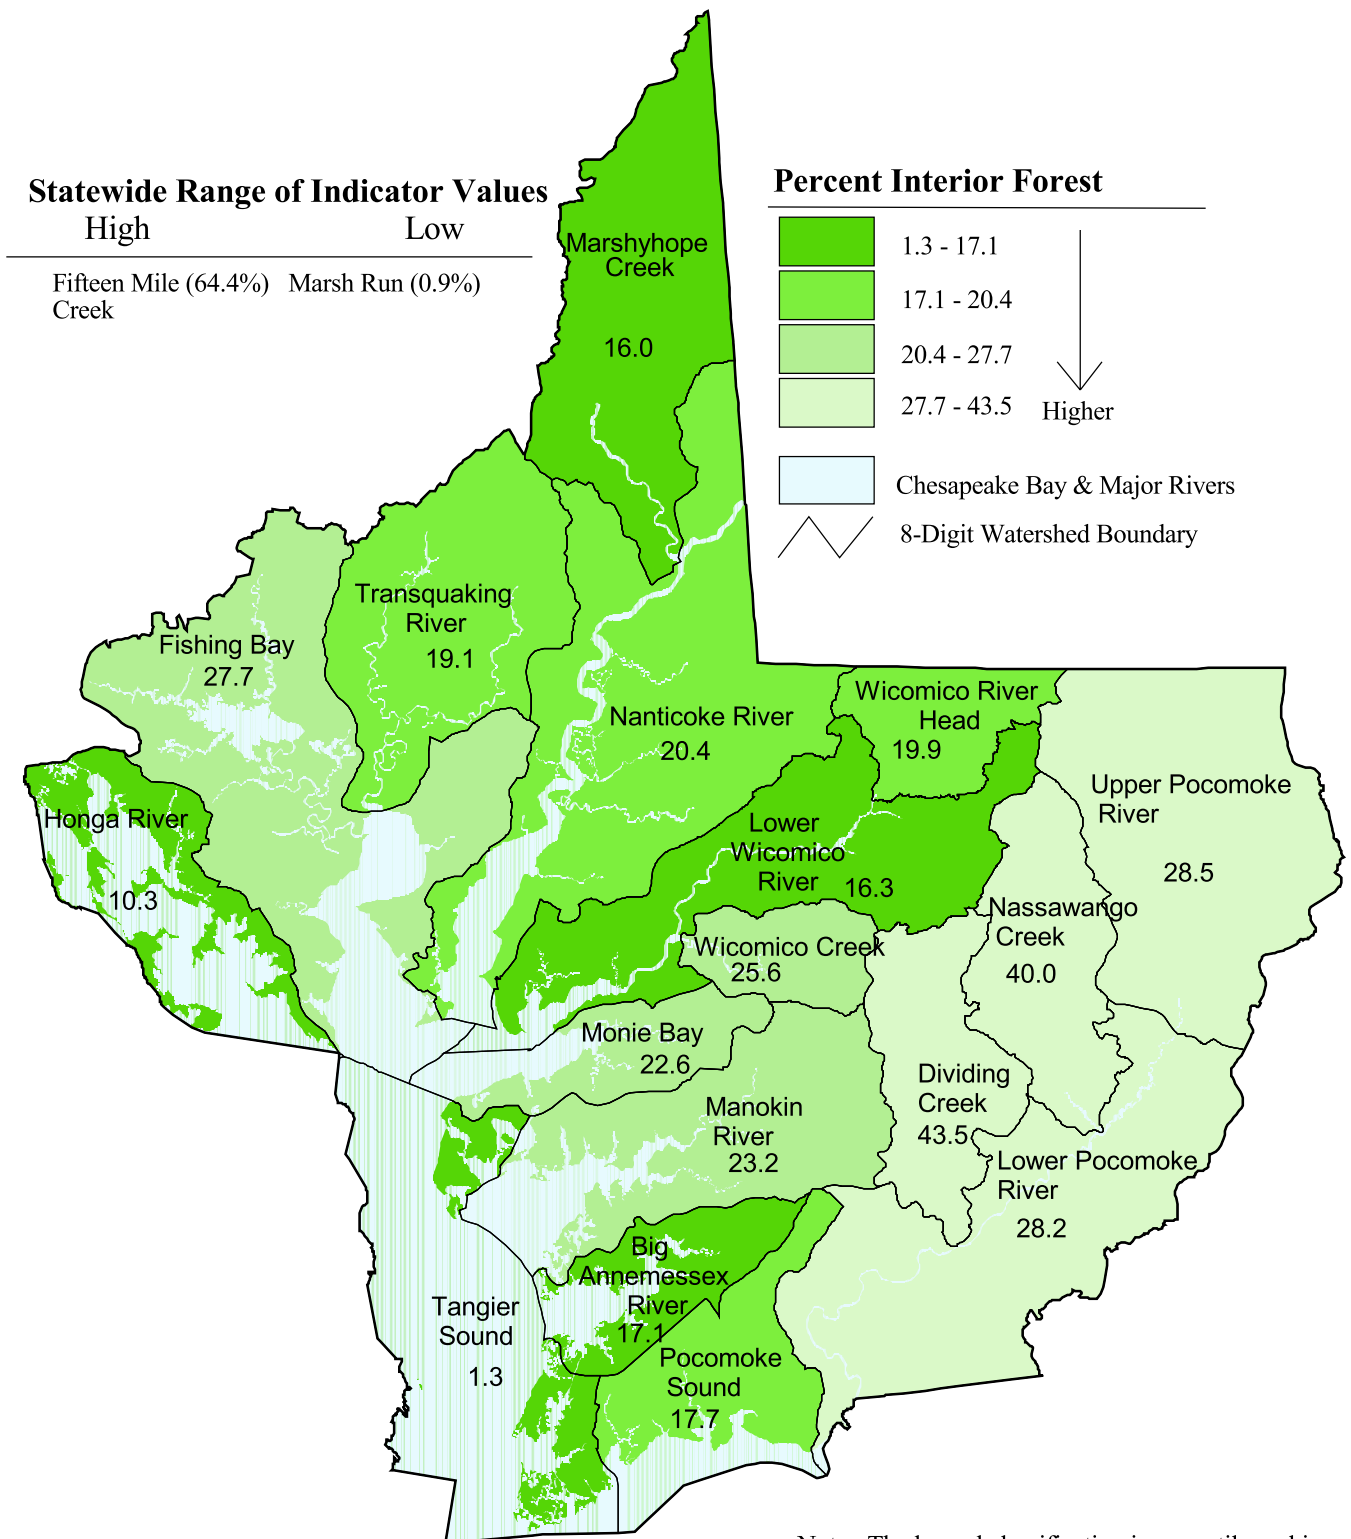 Statewide Range of Indicator Values
High Low
Fifteen Mile (64.4%) Marsh Run (0.9%)
Creek
Percent Interior Forest
1.3 - 17.1
17.1 - 20.4
20.4 - 27.7
27.7 - 43.5
Higher
Chesapeake Bay & Major Rivers
8-Digit Watershed Boundary
Marshyhope
Creek
16.0
Transquaking
River
19.1
Fishing Bay
27.7
Nanticoke River
20.4
Wicomico River
Head
19.9
Upper Pocomoke
River
28.5
Honga River
10.3
Lower
Wicomico
River
16.3
Nassawango
Creek
40.0
Wicomico Creek
25.6
Monie Bay
22.6
Dividing
Creek
43.5
Manokin
River
23.2
Lower Pocomoke
River
28.2
Big
Annemessex
River
17.1
Tangier
Sound
1.3
Pocomoke
Sound
17.7